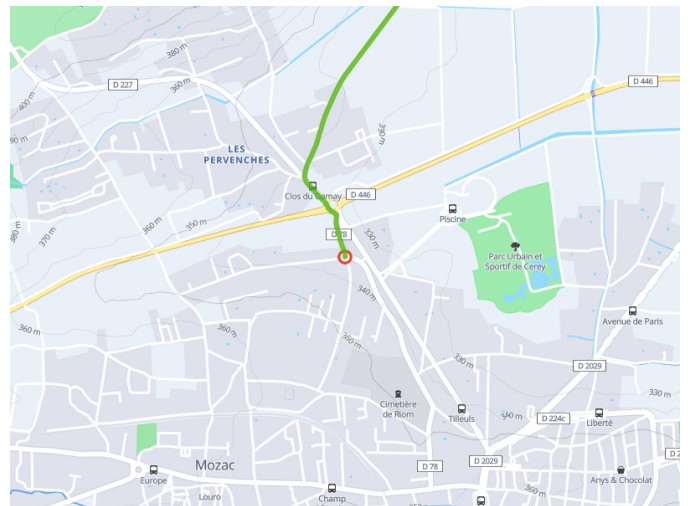 380 m
D 446
D 227
360 m
400 m
390 m
390 m
LES
PERVENCHES
Clos du Gamay
D 446
360 m
350 m
Piscine
380 m
370 m
D 78
330 m
Parc Urbain et
Sportif de Cerey
340 m
Avenue de Paris
360 m
360 m
350 m
330 m
D 2029
330 m
Cimetière
de Riom
Tilleuls
340 m
D 224c
Liberté
Mozac
D 78
D 2029
Europe
Anys & Chocolat
Louro
Champ
360 m